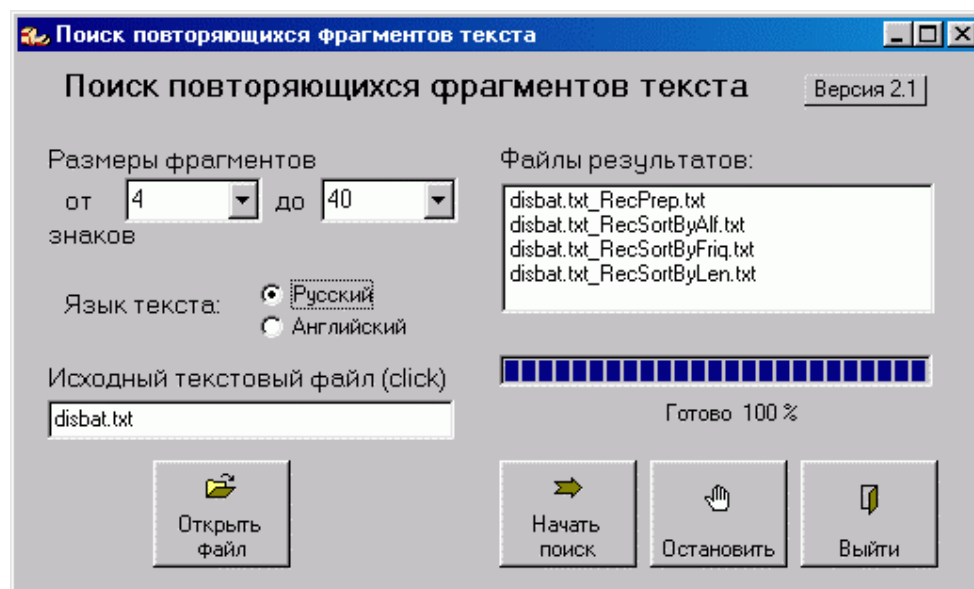 Поиск повторяющихся фрагментов текста
Поиск повторяющихся фрагментов текста
Версия 2.1
Размеры фрагментов
от 4 до 40
знаков
Язык текста:
Русский
Английский
Исходный текстовый файл (click)
disbat.txt
Открыть
файл
Файлы результатов:
disbat.txt_RecPrep.txt
disbat.txt_RecSortByAlf.txt
disbat.txt_RecSortByFriq.txt
disbat.txt_RecSortByLen.txt
Готово 100 %
Начать
поиск
Остановить
Выйти